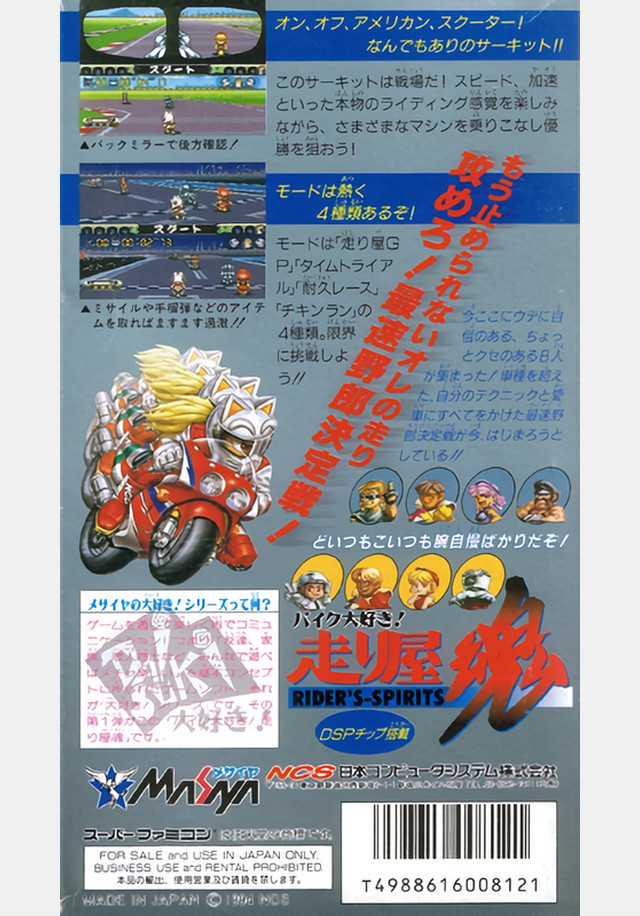 オン、オフ、アメリカン、スクーター！
なんでもありのサーキット!!
スタート
▲バックミラーで後方確認！
このサーキットは戦場だ！スピード、加速
といった本物のライディング感覚を楽しみ
ながら、さまざまなマシンを乗りこなし優
勝を狙おう！
モードは熱く
4種類あるぞ！
スタート
▲ミサイルや手榴弾などのアイテ
ムを取ればますます過激!!
モードは「走り屋G
P」「タイムトライア
ル」「耐久レース」
「チキンラン」の
4種類。限界
に挑戦しよ
う!!
もう止められないオレの走り
攻めろ！最速野郎決定戦！
今ここにウデに自
信のある、ちょっ
とクセのある8人
が集まった！車種を超え
た、自分のテクニックと愛
車にすべてをかけた最速野
郎決定戦が今、はじまろうと
している!!
どいつもこいつも腕自慢ばかりだぞ！
メサイヤの大好き！シリーズって何？
バイク大好き！
走り屋魂
RIDER'S-SPIRITS
DSPチップ搭載
メサイヤ
MASAYA
NCS 日本コンピュータシステム株式会社
スーパーファミコン
FOR SALE and USE IN JAPAN ONLY.
BUSINESS USE and RENTAL PROHIBITED.
本品の輸出、使用営業及び賃貸を禁じます。
MADE IN JAPAN © 1994 NCS
T4988616008121